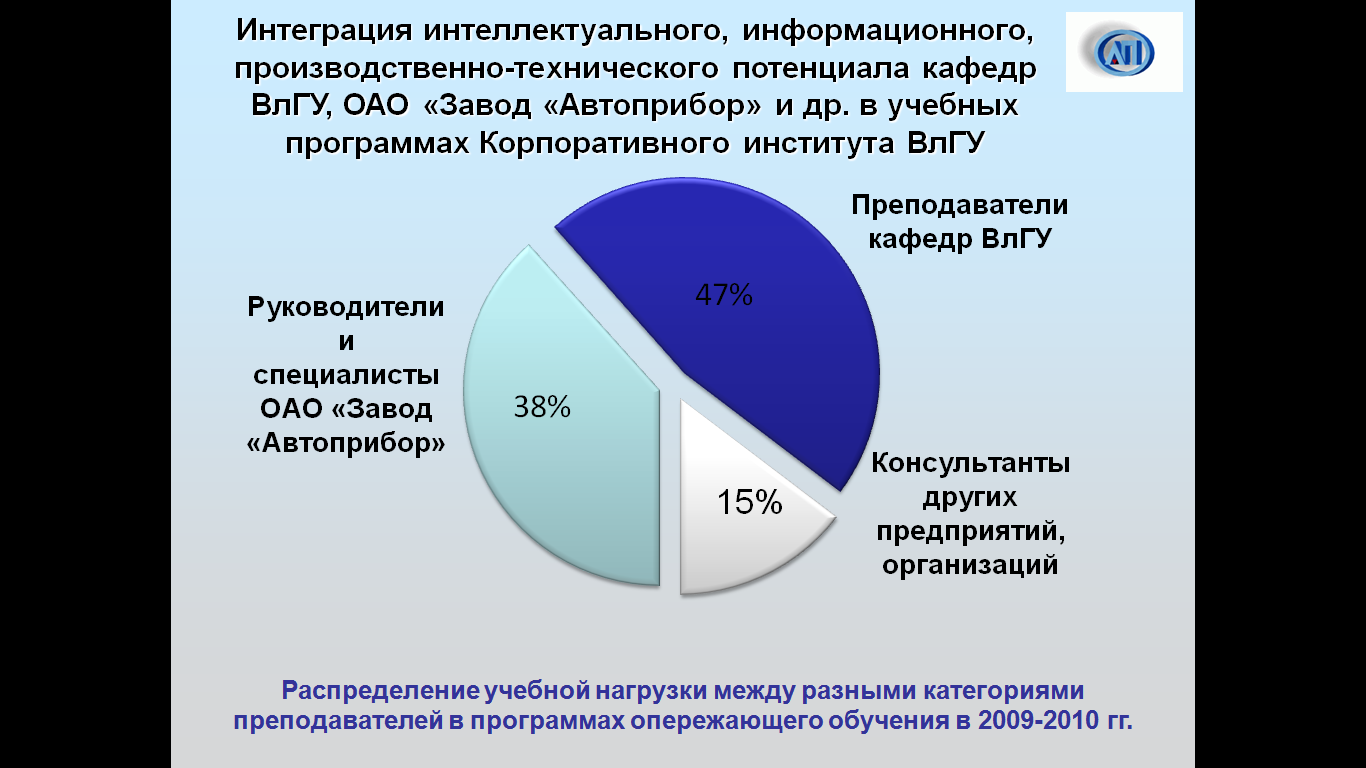 Интеграция интеллектуального, информационного,
производственно-технического потенциала кафедр
ВлГУ, ОАО «Завод «Автоприбор» и др. в учебных
программах Корпоративного института ВлГУ
Преподаватели
кафедр ВлГУ
47%
Руководители
и
специалисты
ОАО «Завод
«Автоприбор»
38%
15%
Консультанты
других
предприятий,
организаций
Распределение учебной нагрузки между разными категориями
преподавателей в программах опережающего обучения в 2009-2010 гг.